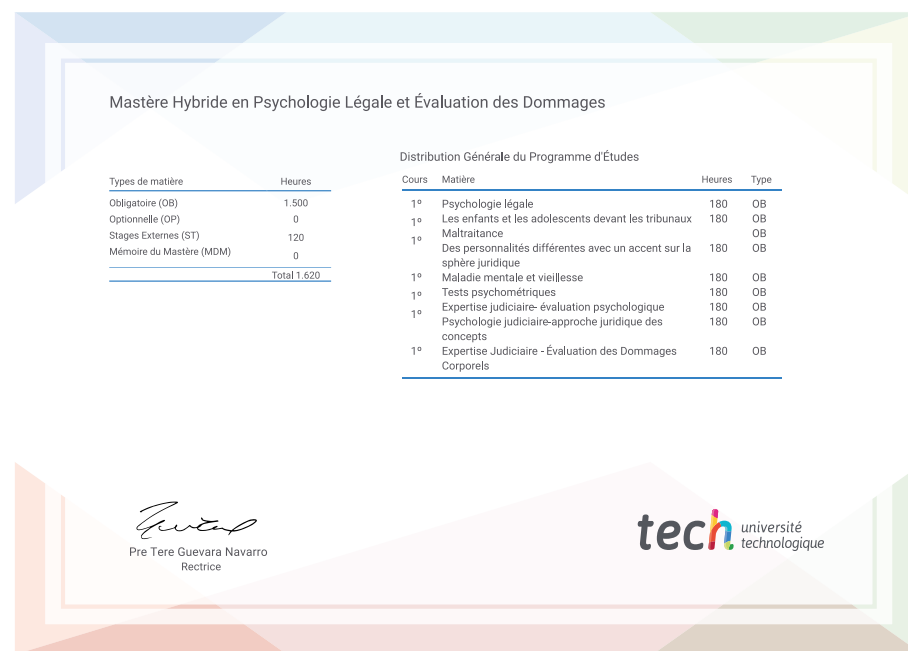 Mastère Hybride en Psychologie Légale et Évaluation des Dommages
Types de matière Heures
Obligatoire (OB) 1.500
Optionnelle (OP) 0
Stages Externes (ST) 120
Mémoire du Mastère (MDM) 0
Total 1.620
Distribution Générale du Programme d'Études
Cours Matière Heures Type
1º Psychologie légale 180 OB
1º Les enfants et les adolescents devant les tribunaux 180 OB
1º Maltraitance OB
Des personnalités différentes avec un accent sur la 180 OB
sphère juridique
1º Maladie mentale et vieillesse 180 OB
1º Tests psychométriques 180 OB
1º Expertise judiciaire- évaluation psychologique 180 OB
Psychologie judiciaire-approche juridique des 180 OB
concepts
1º Expertise Judiciaire - Évaluation des Dommages 180 OB
Corporels
Pre Tere Guevara Navarro
Rectrice
tech université
technologique